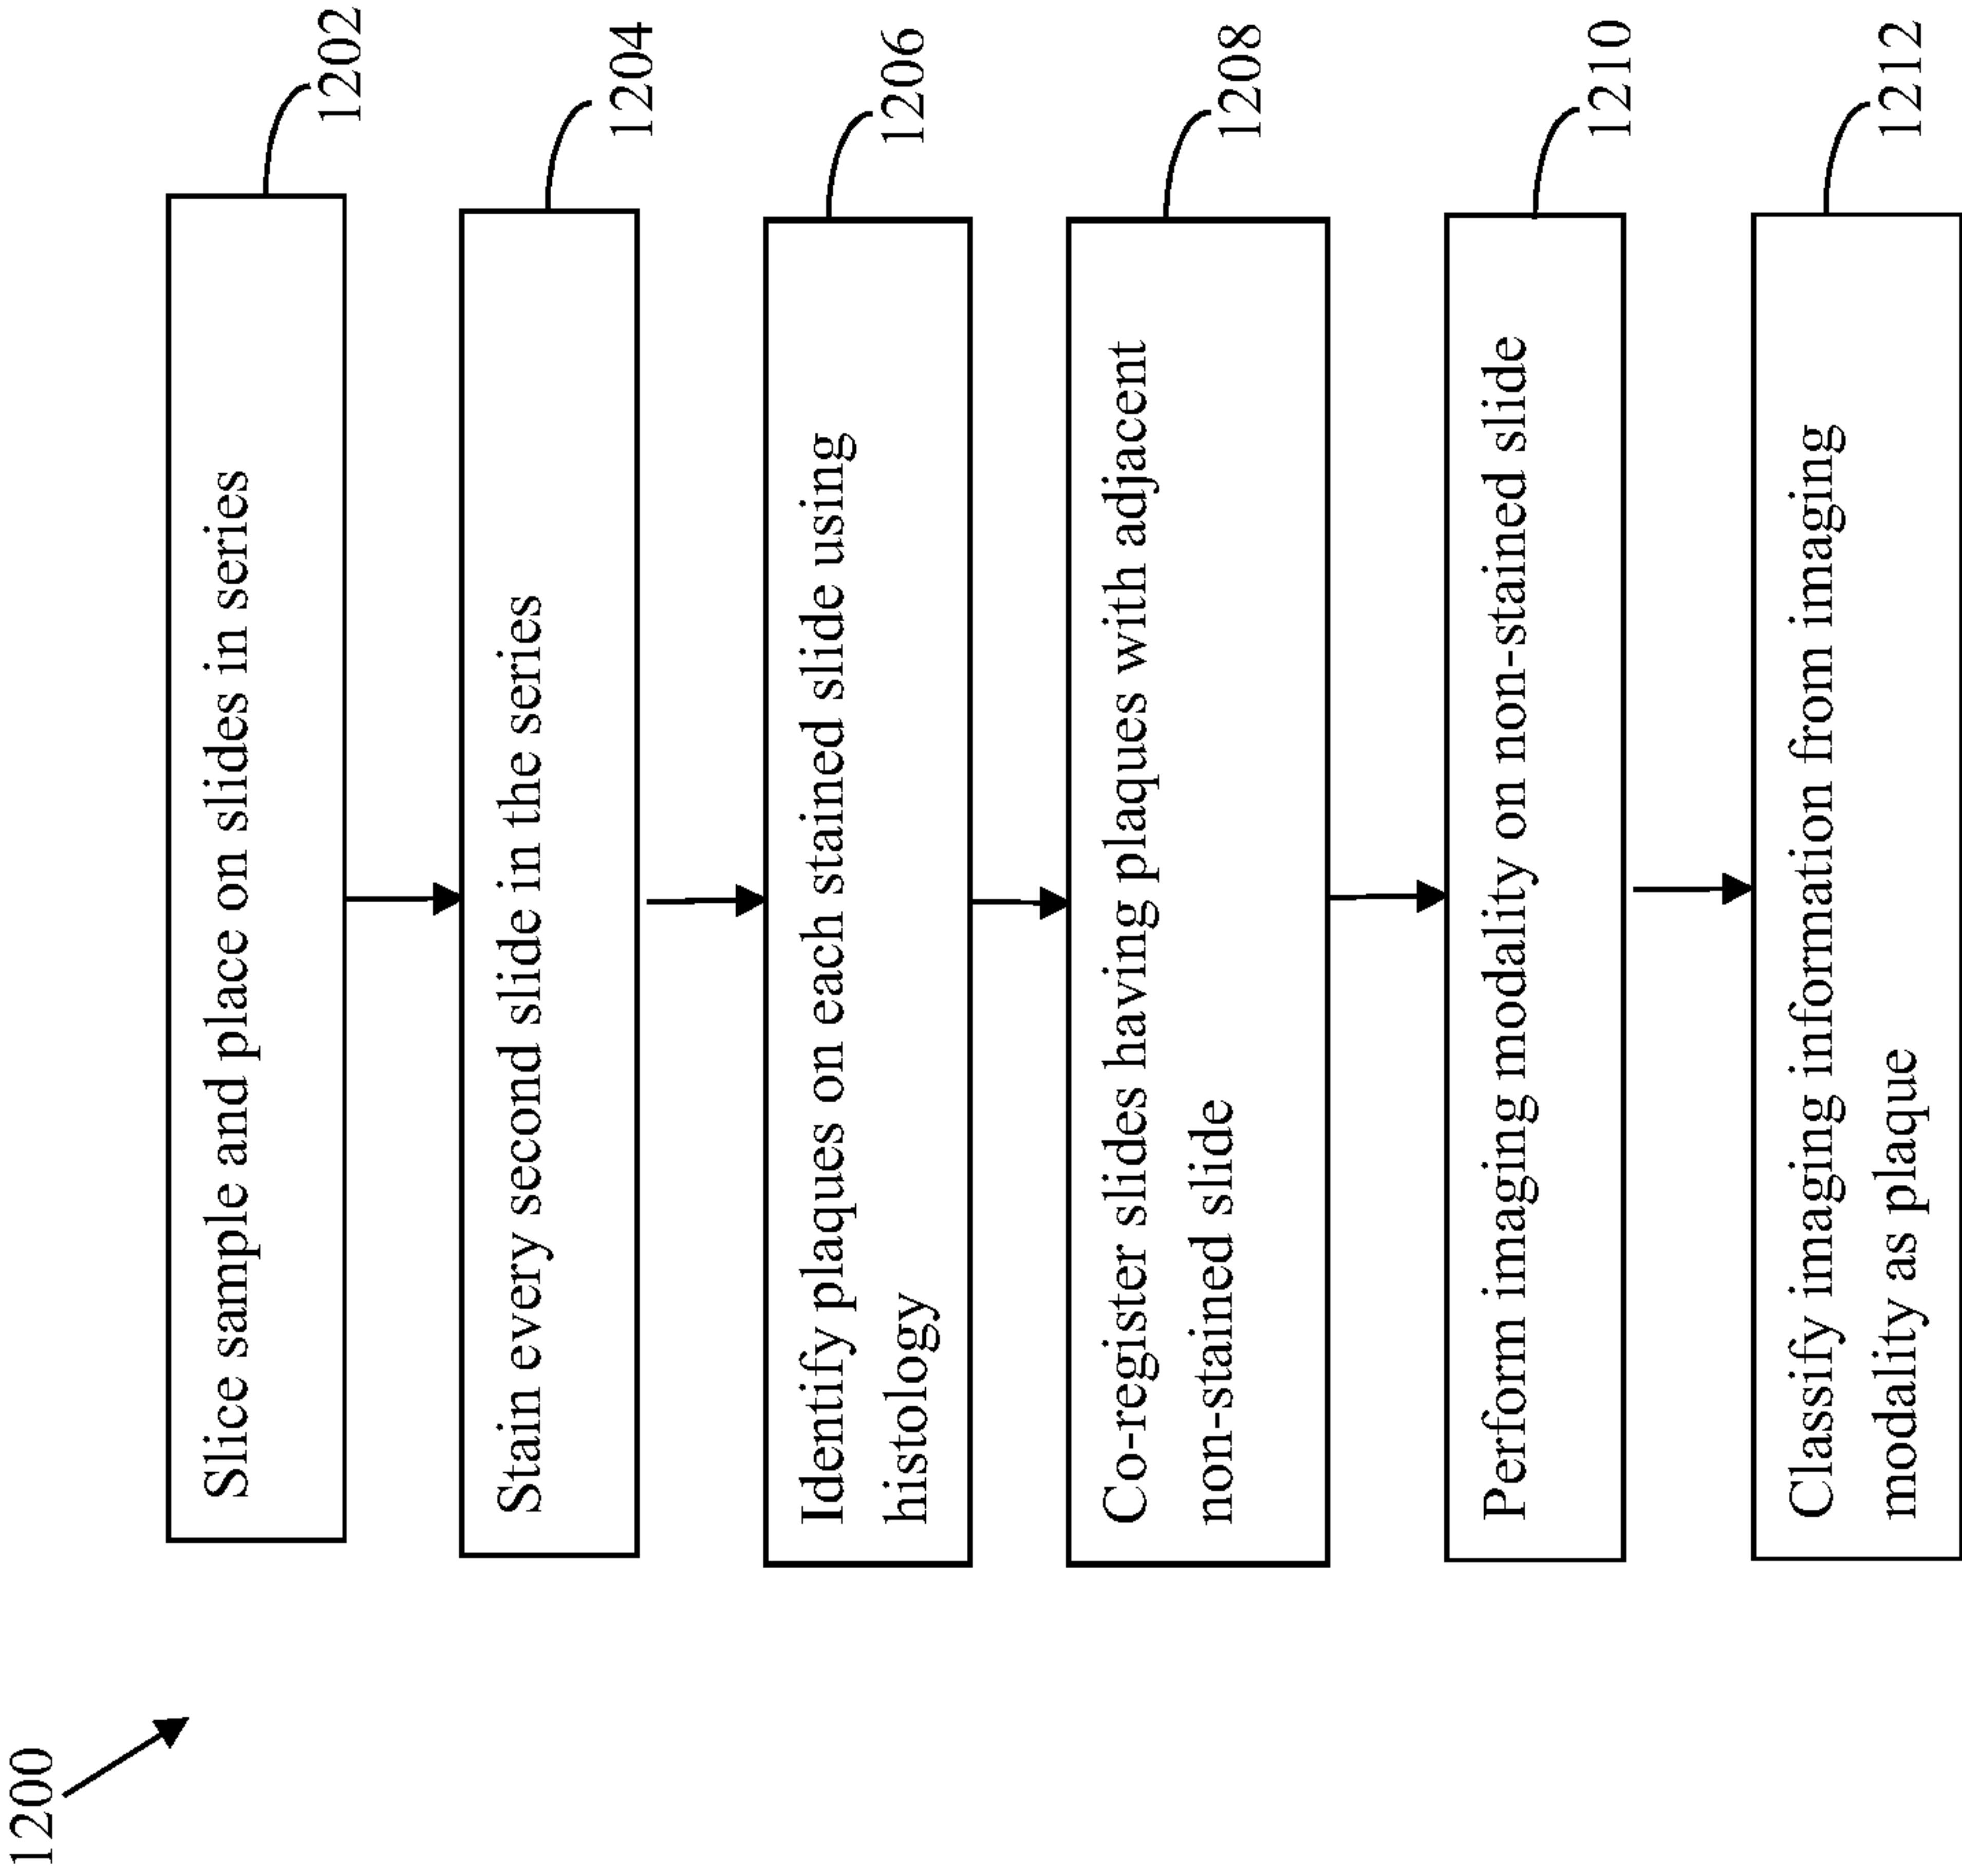 1200
Slice sample and place on slides in series
1202
Stain every second slide in the series
1204
Identify plaques on each stained slide using
histology
1206
Co-register slides having plaques with adjacent
non-stained slide
1208
Perform imaging modality on non-stained slide
1210
Classify imaging information from imaging
modality as plaque
1212